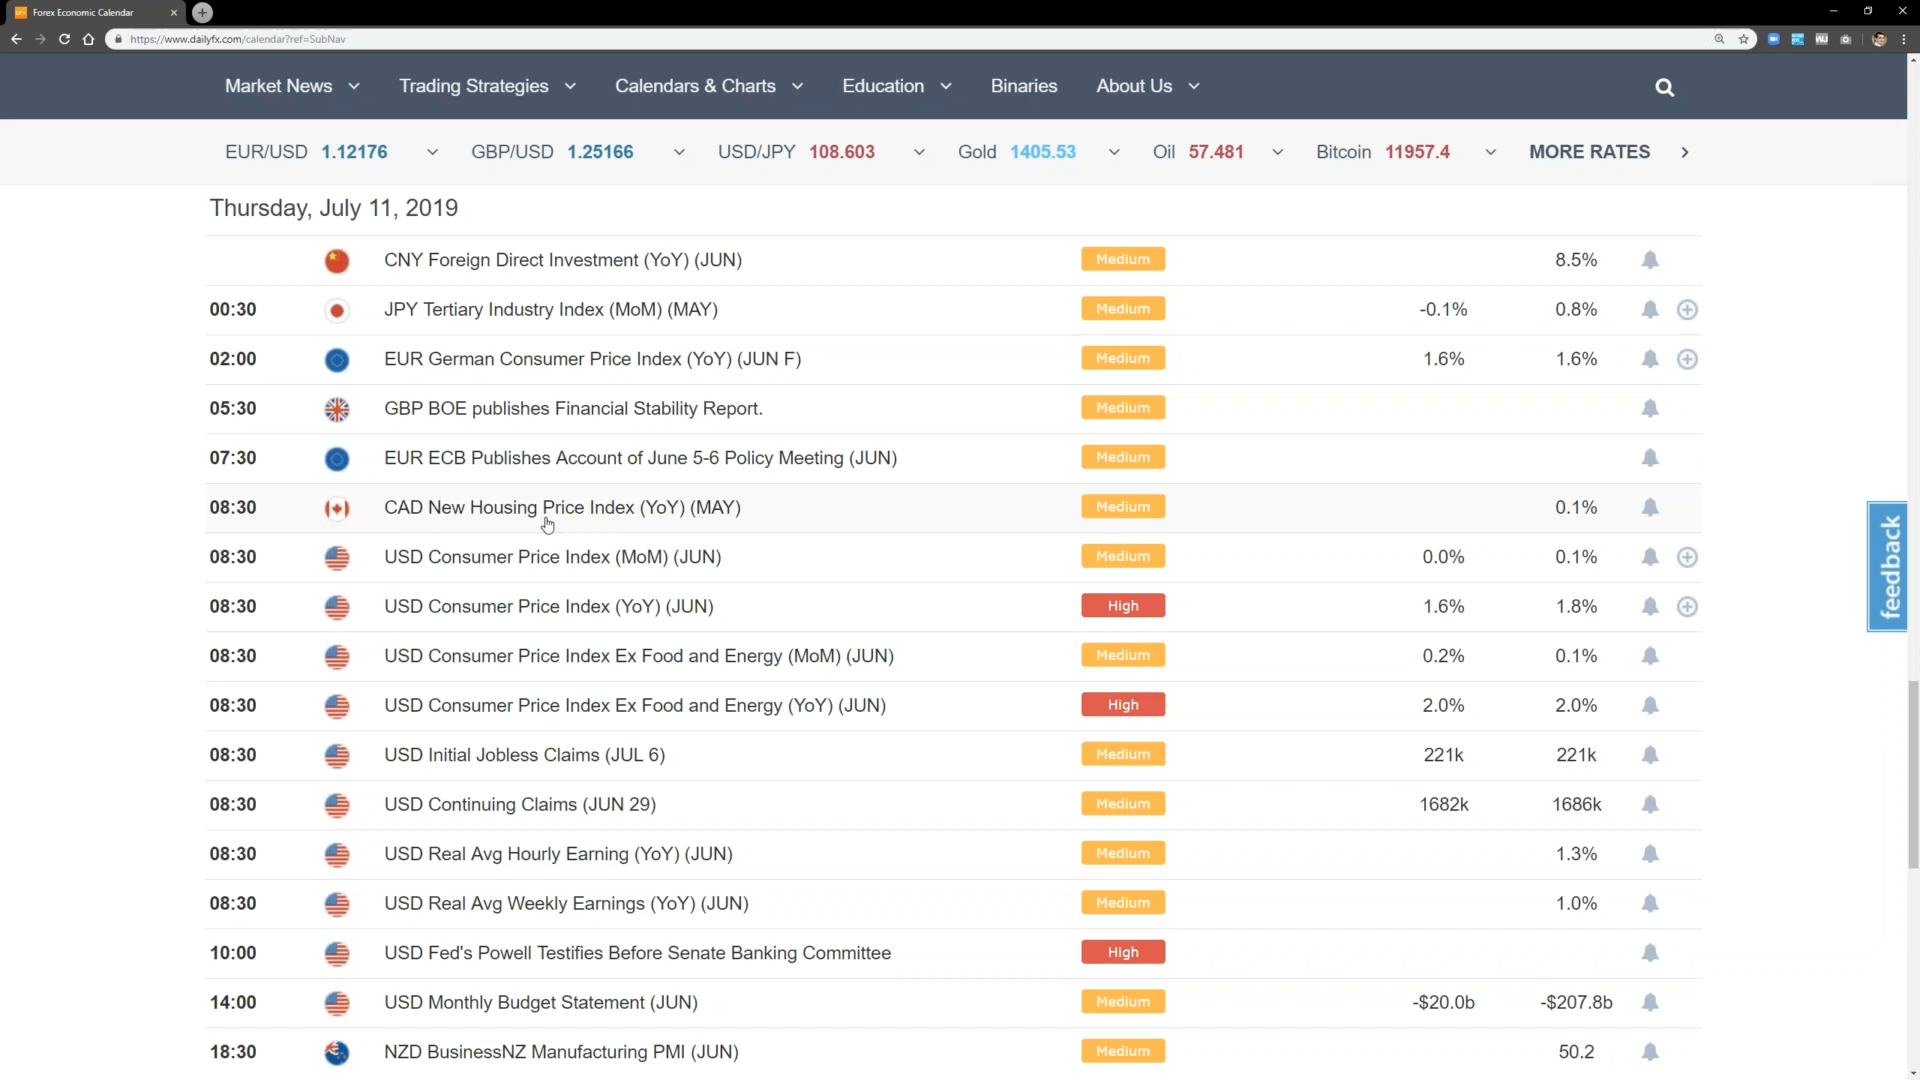 Forex Economic Calendar
https://www.dailyfx.com/calendar?ref=SubNav
Market News Trading Strategies Calendars & Charts Education Binaries About Us
EUR/USD 1.12176 GBP/USD 1.25166 USD/JPY 108.603 Gold 1405.53 Oil 57.481 Bitcoin 11957.4 MORE RATES
Thursday, July 11, 2019
CNY Foreign Direct Investment (YoY) (JUN) Medium 8.5%
00:30 JPY Tertiary Industry Index (MoM) (MAY) Medium -0.1% 0.8%
02:00 EUR German Consumer Price Index (YoY) (JUN F) Medium 1.6% 1.6%
05:30 GBP BOE publishes Financial Stability Report. Medium
07:30 EUR ECB Publishes Account of June 5-6 Policy Meeting (JUN) Medium
08:30 CAD New Housing Price Index (YoY) (MAY) Medium 0.1%
08:30 USD Consumer Price Index (MoM) (JUN) Medium 0.0% 0.1%
08:30 USD Consumer Price Index (YoY) (JUN) High 1.6% 1.8%
08:30 USD Consumer Price Index Ex Food and Energy (MoM) (JUN) Medium 0.2% 0.1%
08:30 USD Consumer Price Index Ex Food and Energy (YoY) (JUN) High 2.0% 2.0%
08:30 USD Initial Jobless Claims (JUL 6) Medium 221k 221k
08:30 USD Continuing Claims (JUN 29) Medium 1682k 1686k
08:30 USD Real Avg Hourly Earning (YoY) (JUN) Medium 1.3%
08:30 USD Real Avg Weekly Earnings (YoY) (JUN) Medium 1.0%
10:00 USD Fed's Powell Testifies Before Senate Banking Committee High
14:00 USD Monthly Budget Statement (JUN) Medium -$20.0b -$207.8b
18:30 NZD BusinessNZ Manufacturing PMI (JUN) Medium 50.2
feedback